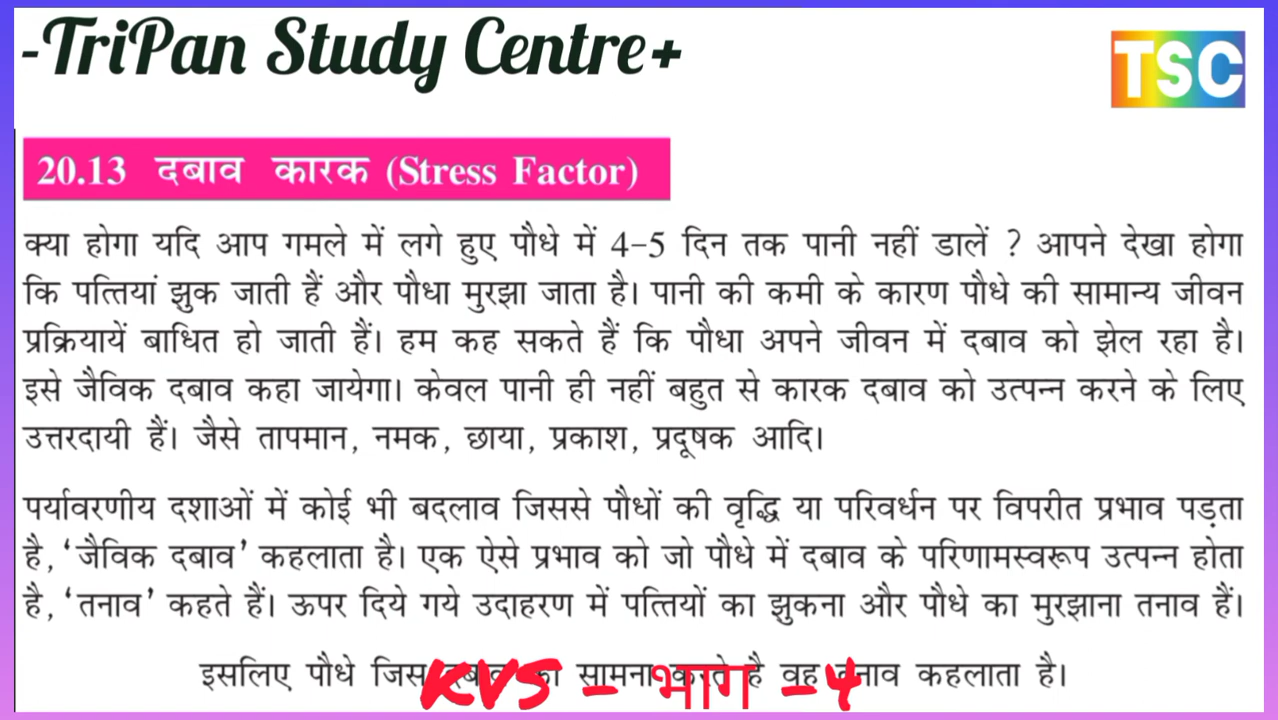 -TriPan Study Centre+
TSC
20.13 दबाव कारक (Stress Factor)
क्या होगा यदि आप गमले में लगे हुए पौधे में 4–5 दिन तक पानी नहीं डालें ? आपने देखा होगा
कि पत्तियां झुक जाती हैं और पौधा मुरझा जाता है। पानी की कमी के कारण पौधे की सामान्य जीवन
प्रक्रियायें बाधित हो जाती हैं। हम कह सकते हैं कि पौधा अपने जीवन में दबाव को झेल रहा है।
इसे जैविक दबाव कहा जायेगा। केवल पानी ही नहीं बहुत से कारक दबाव को उत्पन्न करने के लिए
उत्तरदायी हैं। जैसे तापमान, नमक, छाया, प्रकाश, प्रदूषक आदि।
पर्यावरणीय दशाओं में कोई भी बदलाव जिससे पौधों की वृद्धि या परिवर्धन पर विपरीत प्रभाव पड़ता
है, ‘जैविक दबाव’ कहलाता है। एक ऐसे प्रभाव को जो पौधे में दबाव के परिणामस्वरूप उत्पन्न होता
है, ‘तनाव’ कहते हैं। ऊपर दिये गये उदाहरण में पत्तियों का झुकना और पौधे का मुरझाना तनाव हैं।
इसलिए पौधे जिस दबाव का सामना करते है वह तनाव कहलाता है।
KVS – भाग – 4